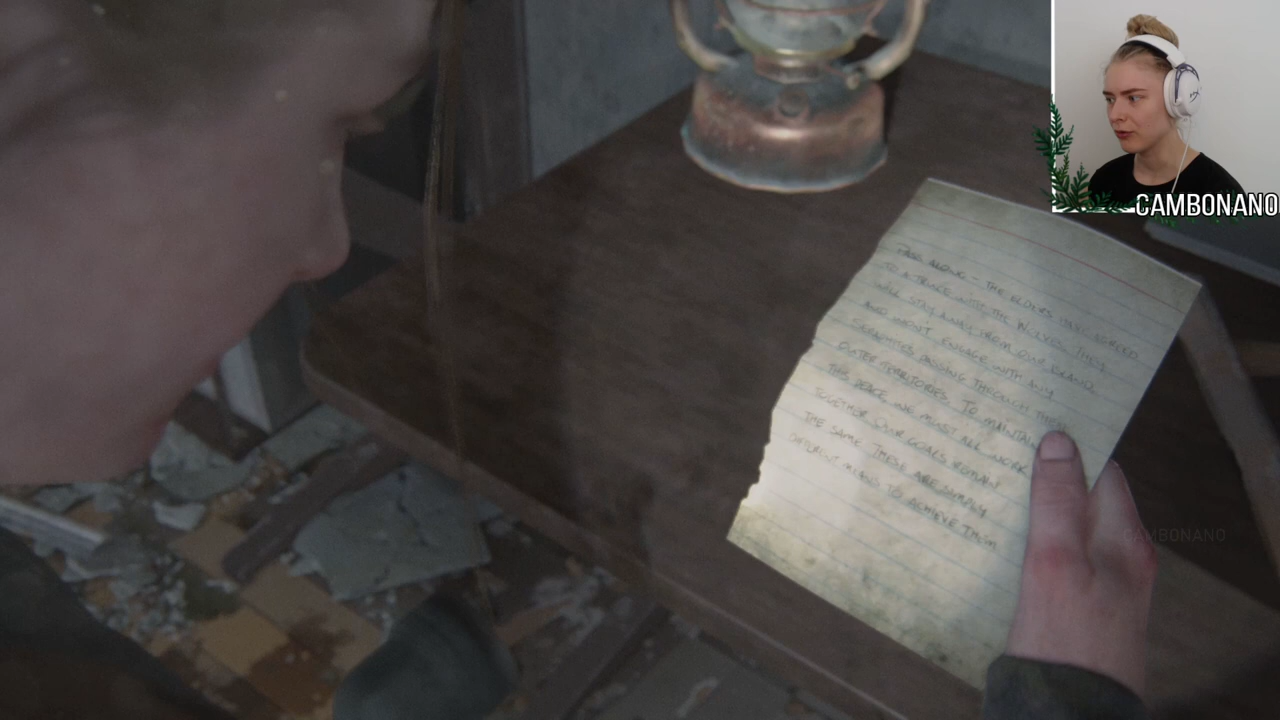 CAMBONANO
PASS ALONG - THE ELDERS HAVE AGREED
TO A TRUCE WITH THE WOLVES. THEY
WILL STAY AWAY FROM OUR ISLAND,
AND WON'T ENGAGE WITH ANY
SERAPHITES PASSING THROUGH THEIR
OUTER TERRITORIES. TO MAINTAIN
THIS PEACE, WE MUST ALL WORK
TOGETHER. OUR GOALS REMAIN
THE SAME. THESE ARE SIMPLY
DIFFERENT MEANS TO ACHIEVE THEM
CAMBONANO